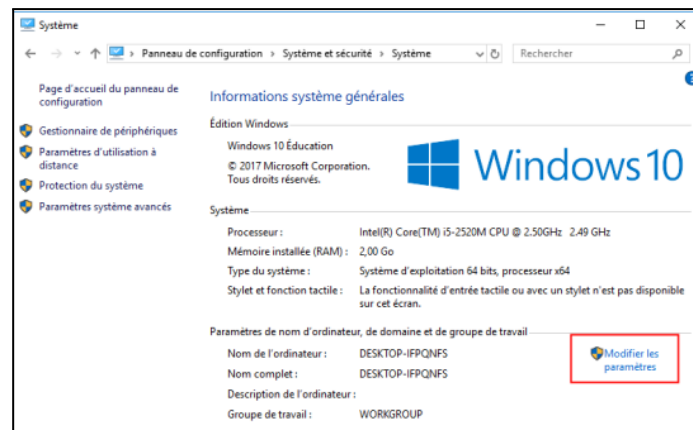 Système
Panneau de configuration › Système et sécurité › Système
Rechercher
Page d'accueil du panneau de
configuration
Gestionnaire de périphériques
Paramètres d'utilisation à
distance
Protection du système
Paramètres système avancés
Informations système générales
Édition Windows
Windows 10 Éducation
© 2017 Microsoft Corporation.
Tous droits réservés.
Windows 10
Système
Processeur : Intel(R) Core(TM) i5-2520M CPU @ 2.50GHz 2.49 GHz
Mémoire installée (RAM) : 2,00 Go
Type du système : Système d'exploitation 64 bits, processeur x64
Stylet et fonction tactile : La fonctionnalité d'entrée tactile ou avec un stylet n'est pas disponible
sur cet écran.
Paramètres de nom d'ordinateur, de domaine et de groupe de travail
Nom de l'ordinateur : DESKTOP-IFPQNFS
Modifier les
paramètres
Nom complet : DESKTOP-IFPQNFS
Description de l'ordinateur :
Groupe de travail : WORKGROUP